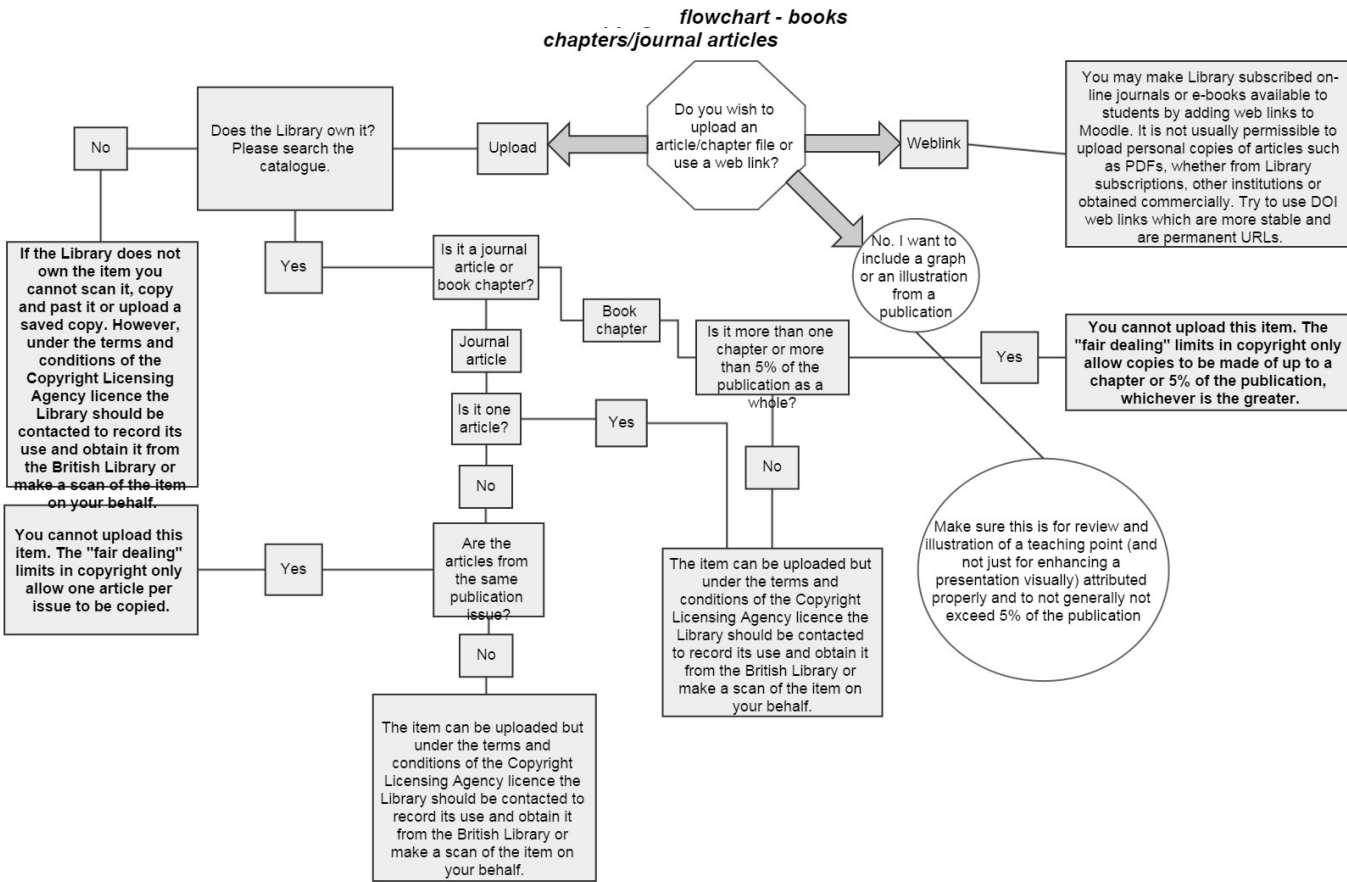 flowchart - books
chapters/journal articles
Do you wish to
upload an
article/chapter file or
use a web link?
Upload
Does the Library own it?
Please search the
catalogue.
No
If the Library does not
own the item you
cannot scan it, copy
and past it or upload a
saved copy. However,
under the terms and
conditions of the
Copyright Licensing
Agency licence the
Library should be
contacted to record its
use and obtain it from
the British Library or
make a scan of the item
on your behalf.
Yes
Is it a journal
article or
book chapter?
Journal
article
Is it one
article?
Yes
No
Are the
articles from
the same
publication
issue?
Yes
You cannot upload this
item. The "fair dealing"
limits in copyright only
allow one article per
issue to be copied.
No
The item can be uploaded but
under the terms and
conditions of the Copyright
Licensing Agency licence the
Library should be contacted to
record its use and obtain it
from the British Library or
make a scan of the item on
your behalf.
Book
chapter
Is it more than one
chapter or more
than 5% of the
publication as a
whole?
Yes
You cannot upload this item. The
"fair dealing" limits in copyright only
allow copies to be made of up to a
chapter or 5% of the publication,
whichever is the greater.
No
The item can be uploaded but
under the terms and
conditions of the Copyright
Licensing Agency licence the
Library should be contacted
to record its use and obtain it
from the British Library or
make a scan of the item on
your behalf.
Weblink
You may make Library subscribed on-
line journals or e-books available to
students by adding web links to
Moodle. It is not usually permissible to
upload personal copies of articles such
as PDFs, whether from Library
subscriptions, other institutions or
obtained commercially. Try to use DOI
web links which are more stable and
are permanent URLs.
No. I want to
include a graph
or an illustration
from a
publication
Make sure this is for review and
illustration of a teaching point (and
not just for enhancing a
presentation visually) attributed
properly and to not generally not
exceed 5% of the publication